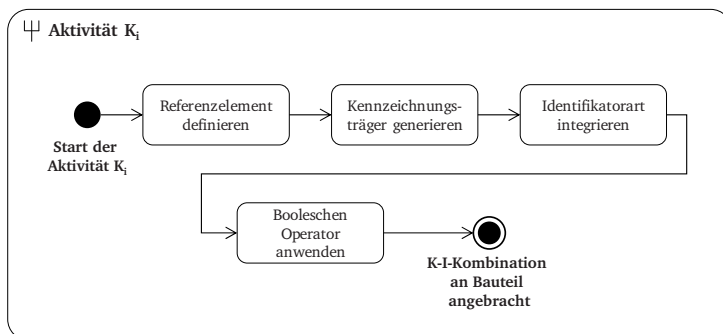 Aktivität Kᵢ
Referenzelement
definieren
Kennzeichnungs-
träger generieren
Identifikatorart
integrieren
Start der
Aktivität Kᵢ
Booleschen
Operator
anwenden
K-I-Kombination
an Bauteil
angebracht